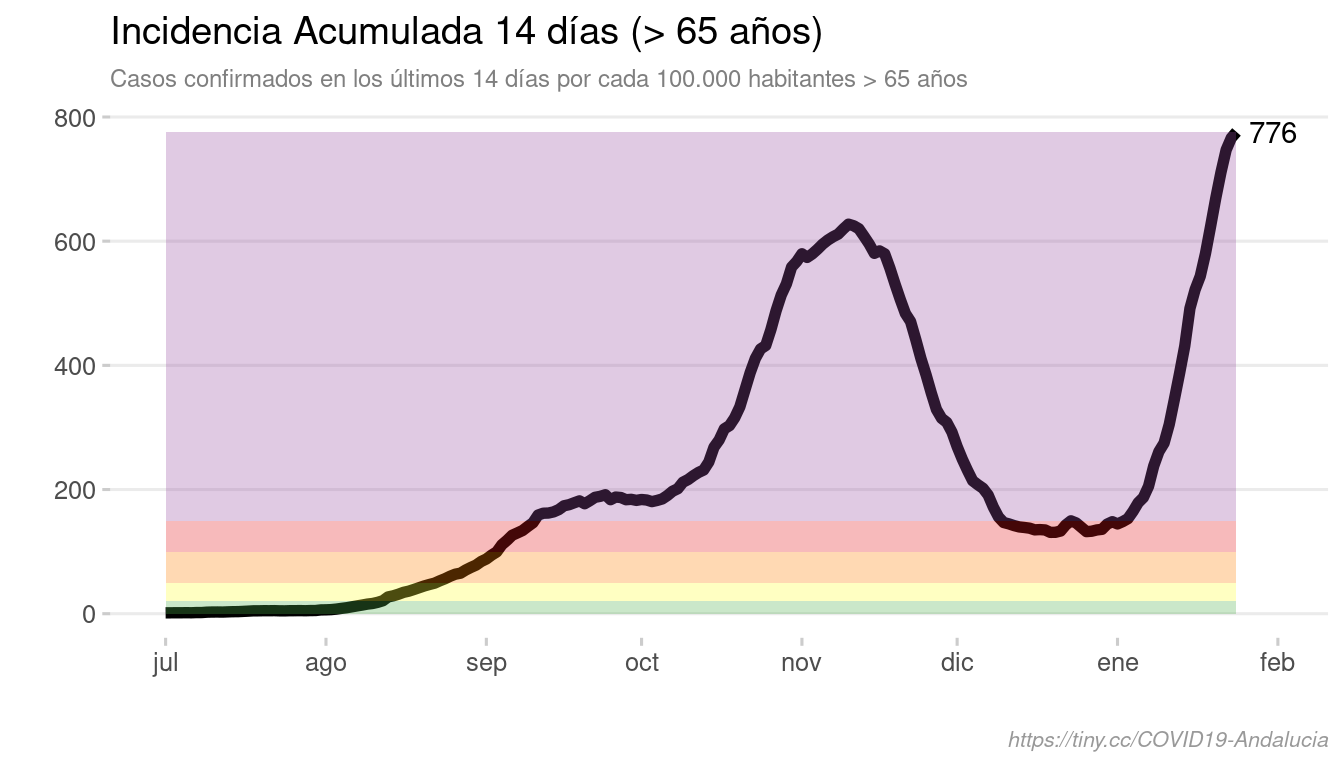 Incidencia Acumulada 14 días (> 65 años)
Casos confirmados en los últimos 14 días por cada 100.000 habitantes > 65 años
800
776
600
400
200
0
jul ago sep oct nov dic ene feb
https://tiny.cc/COVID19-Andalucia